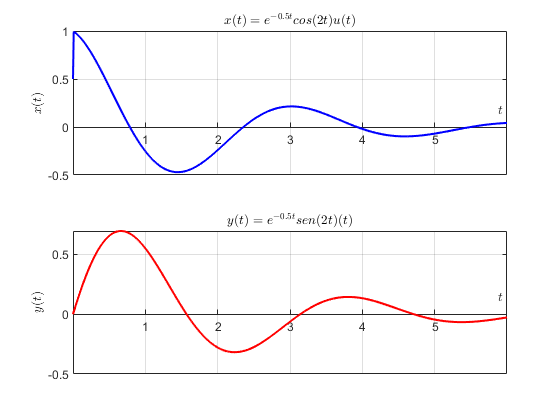 x(t) = e^{-0.5t}cos(2t)u(t)
1
0.5
0
-0.5
x(t)
t
1 2 3 4 5
y(t) = e^{-0.5t}sen(2t)(t)
0.5
0
-0.5
y(t)
t
1 2 3 4 5